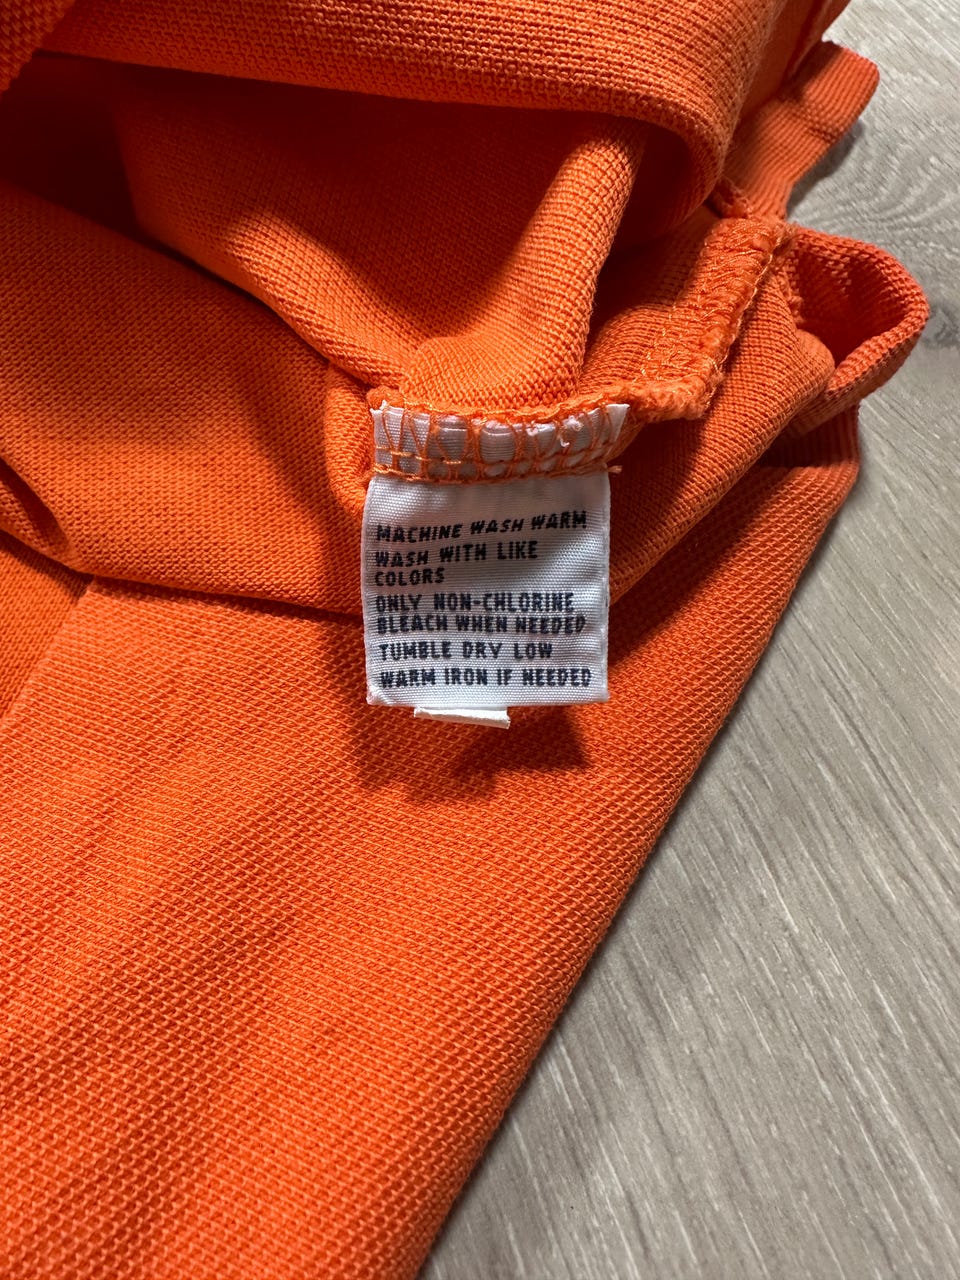 MACHINE WASH WARM
WASH WITH LIKE
COLORS
ONLY NON-CHLORINE
BLEACH WHEN NEEDED
TUMBLE DRY LOW
WARM IRON IF NEEDED